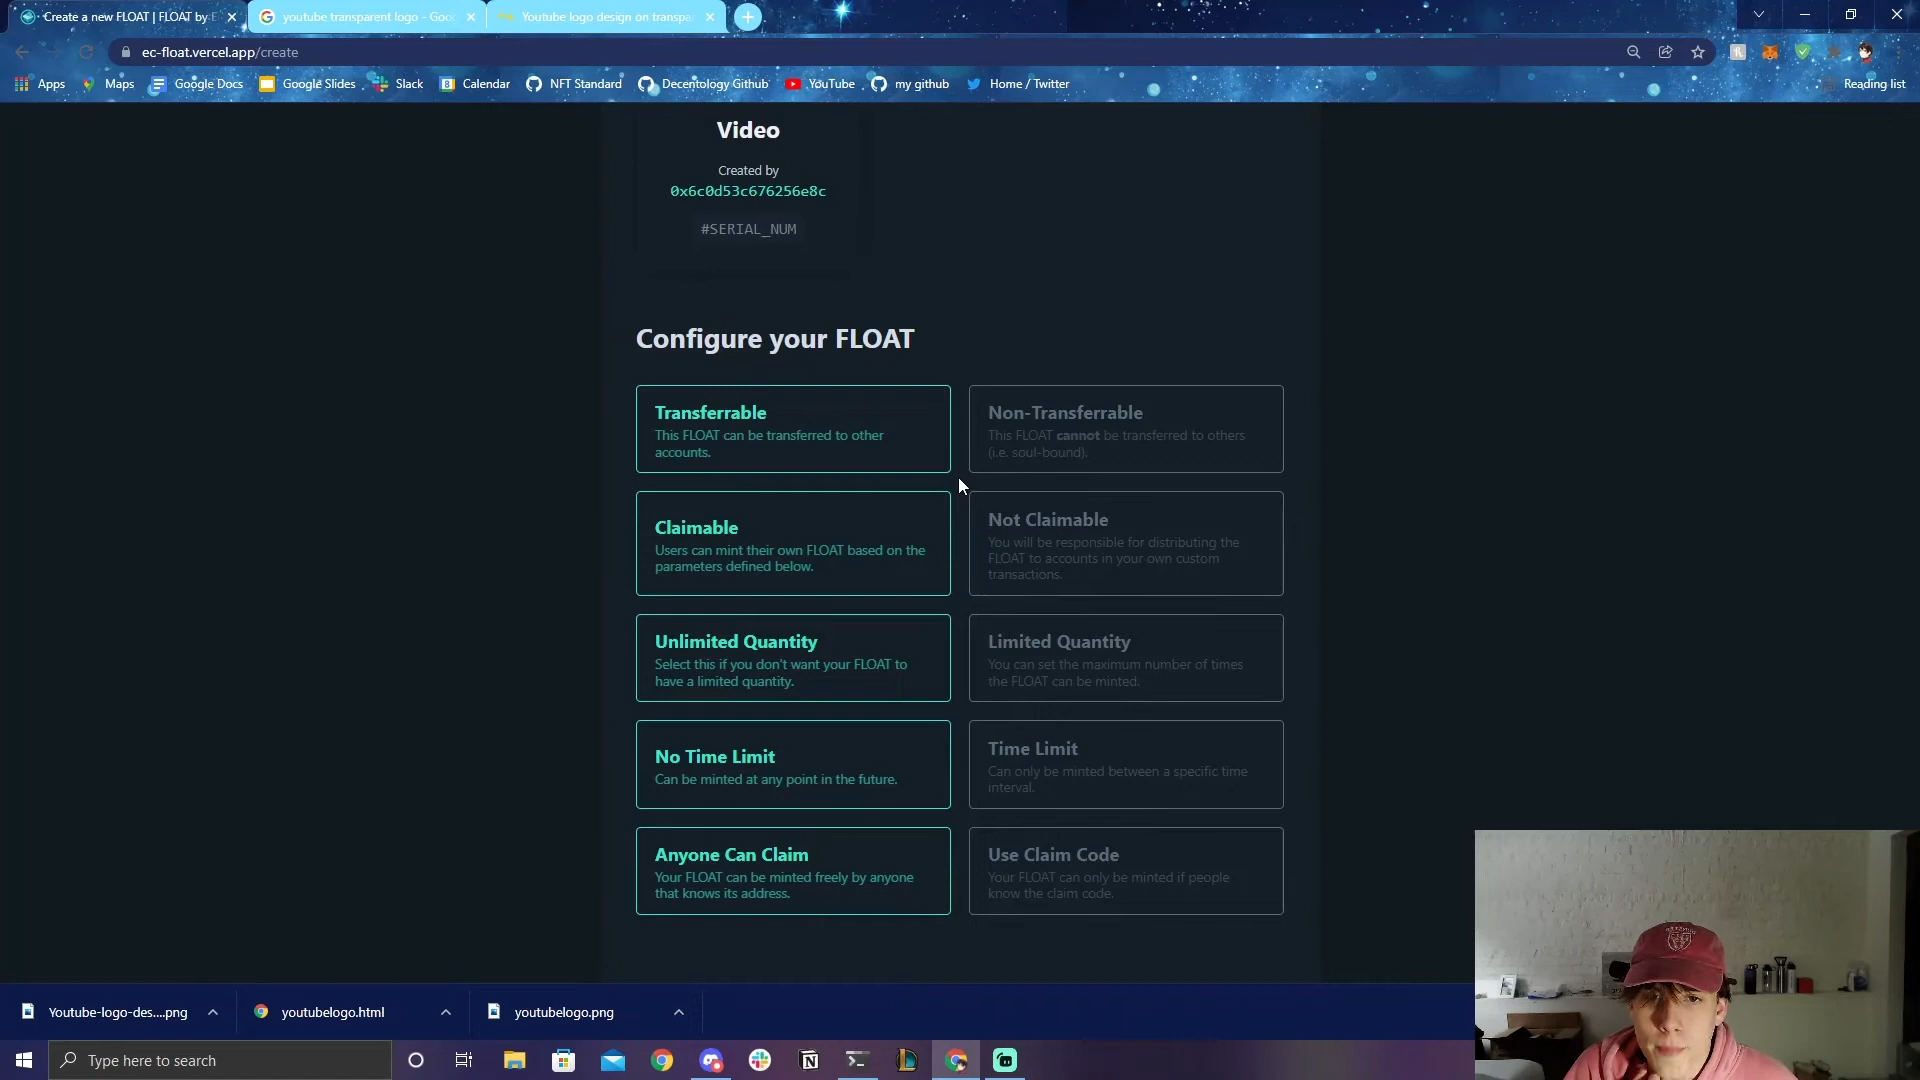 Create a new FLOAT | FLOAT by E
youtube transparent logo - Goo
Youtube logo design on transpa
ec-float.vercel.app/create
Apps
Maps
Google Docs
Google Slides
Slack
8 Calendar
NFT Standard
Decentology Github
YouTube
my github
Home / Twitter
Reading list
Video
Created by
0x6c0d53c676256e8c
#SERIAL_NUM
Configure your FLOAT
Transferrable
This FLOAT can be transferred to other
accounts.
Non-Transferrable
This FLOAT cannot be transferred to others
(i.e. soul-bound).
Claimable
Users can mint their own FLOAT based on the
parameters defined below.
Not Claimable
You will be responsible for distributing the
FLOAT to accounts in your own custom
transactions.
Unlimited Quantity
Select this if you don't want your FLOAT to
have a limited quantity.
Limited Quantity
You can set the maximum number of times
the FLOAT can be minted.
No Time Limit
Can be minted at any point in the future.
Time Limit
Can only be minted between a specific time
interval.
Anyone Can Claim
Your FLOAT can be minted freely by anyone
that knows its address.
Use Claim Code
Your FLOAT can only be minted if people
know the claim code.
Youtube-logo-des....png
youtubelogo.html
youtubelogo.png
Type here to search